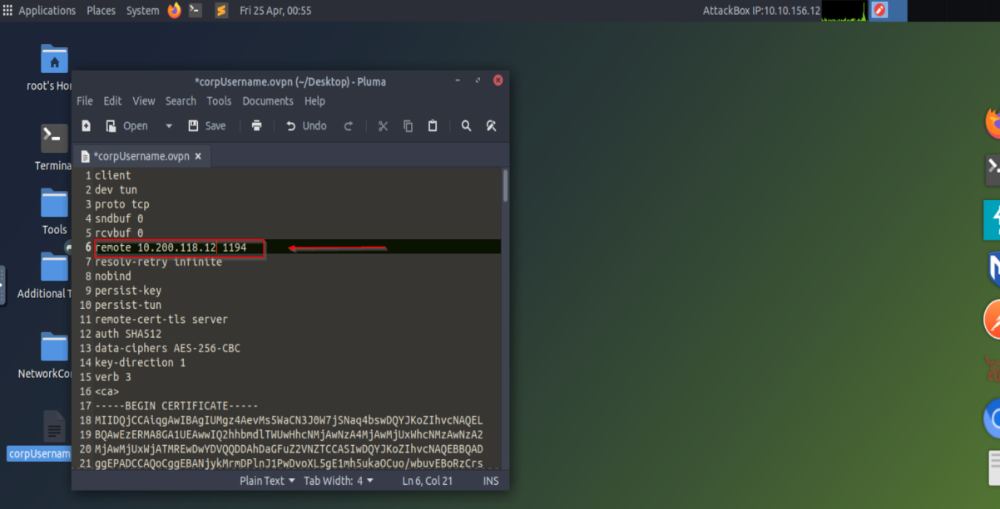 Applications Places System Fri 25 Apr, 00:55 AttackBox IP:10.10.156.12
root's Ho
Termina
Tools
Additional T
NetworkCo
corpUsernam
*corpUsername.ovpn (~/Desktop) - Pluma
File Edit View Search Tools Documents Help
Open Save Undo
*corpUsername.ovpn
1 client
2 dev tun
3 proto tcp
4 sndbuf 0
5 rcvbuf 0
6 remote 10.200.118.12 1194
7 resolv-retry infinite
8 nobind
9 persist-key
10 persist-tun
11 remote-cert-tls server
12 auth SHA512
13 data-ciphers AES-256-CBC
14 key-direction 1
15 verb 3
16 <ca>
17 -----BEGIN CERTIFICATE-----
18 MIIDQjCCAiqgAwIBAgIUMgz4AevMs5WaCN3J0W7jSNaq4bswDQYJKoZIhvcNAQEL
19 BQAwEzERMA8GA1UEAwwIQ2hhbmdlTWUwHhcNMjAwNzA4MjAwMjUxWhcNMzAwNzA2
20 MjAwMjUxWjATMREwDwYDVQQDDAhDaGFuZ2VNZTCCASIwDQYJKoZIhvcNAQEBBQAD
21 ggEPADCCAQoCggEBANjykMrmDPlnJ1PwDvoXL5gE1mh5ukaOCuo/wbuvEBoRzCrs
Plain Text Tab Width: 4 Ln 6, Col 21 INS